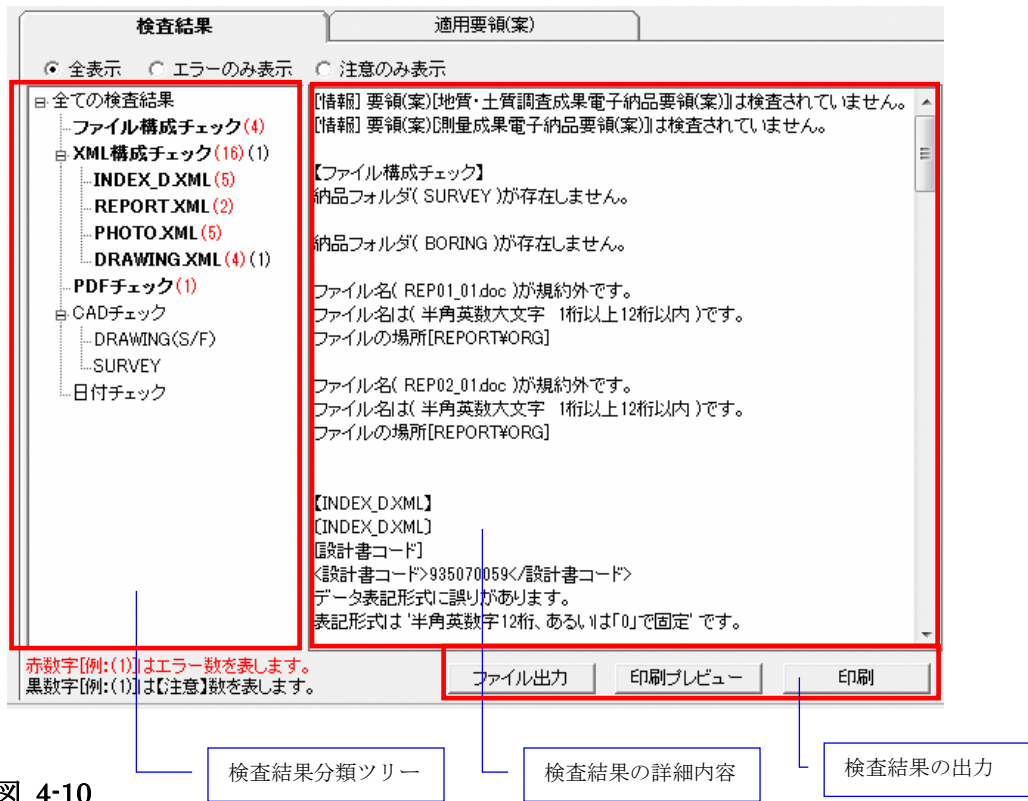 検査結果
適用要領(案)
全表示 エラーのみ表示 注意のみ表示
全ての検査結果
ファイル構成チェック(4)
XML構成チェック(16)(1)
INDEX_D.XML(5)
REPORT.XML(2)
PHOTO.XML(5)
DRAWING.XML(4)(1)
PDFチェック(1)
CADチェック
DRAWING(S/F)
SURVEY
日付チェック
[情報] 要領(案)[地質・土質調査成果電子納品要領(案)]は検査されていません。
[情報] 要領(案)[測量成果電子納品要領(案)]は検査されていません。
【ファイル構成チェック】
納品フォルダ( SURVEY )が存在しません。
納品フォルダ( BORING )が存在しません。
ファイル名( REP01_01.doc )が規約外です。
ファイル名は( 半角英数大文字 1桁以上12桁以内 )です。
ファイルの場所[REPORT¥ORG]
ファイル名( REP02_01.doc )が規約外です。
ファイル名は( 半角英数大文字 1桁以上12桁以内 )です。
ファイルの場所[REPORT¥ORG]
【INDEX_D.XML】
〔INDEX_D.XML〕
[設計書コード]
<設計書コード>935070059</設計書コード>
データ表記形式に誤りがあります。
表記形式は '半角英数字12桁、あるいは「0」で固定' です。
赤数字[例:(1)]はエラー数を表します。
黒数字[例:(1)]は【注意】数を表します。
ファイル出力 印刷プレビュー 印刷
検査結果分類ツリー
検査結果の詳細内容
検査結果の出力
図 4-10